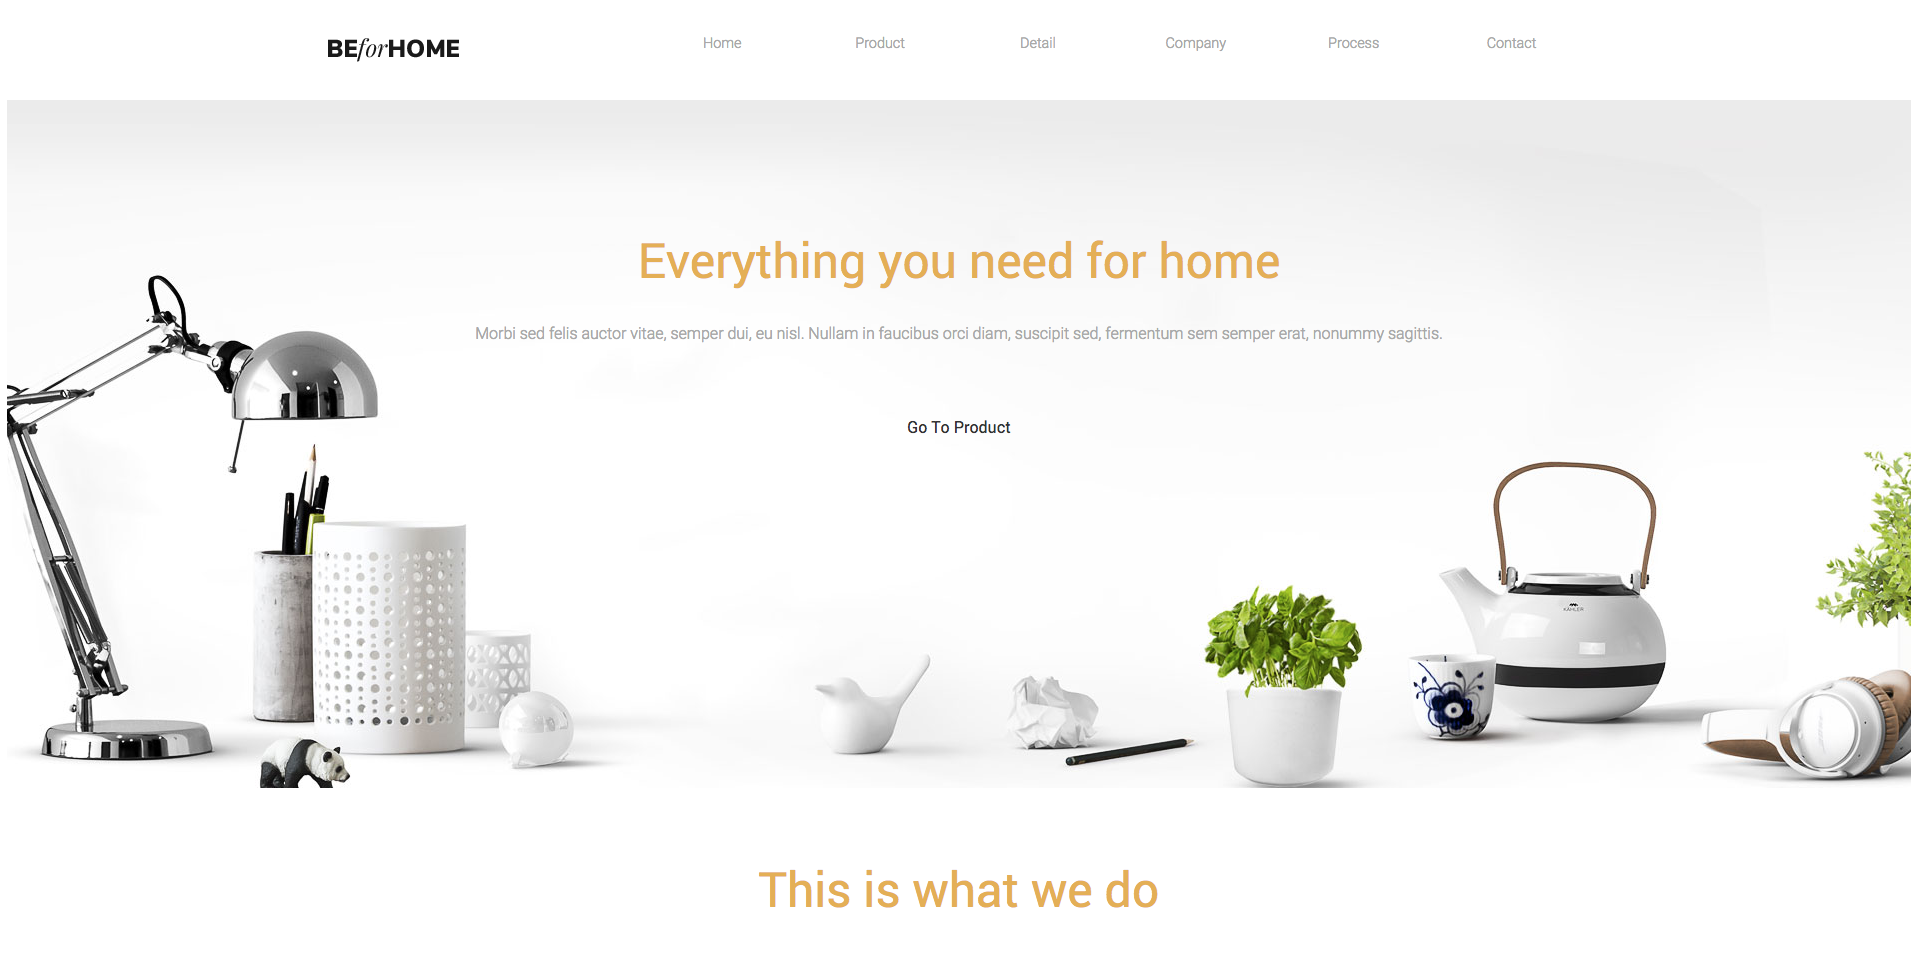 BEforHOME
Home Product Detail Company Process Contact
Everything you need for home
Morbi sed felis auctor vitae, semper dui, eu nisl. Nullam in faucibus orci diam, suscipit sed, fermentum sem semper erat, nonummy sagittis.
Go To Product
KÄHLER
This is what we do